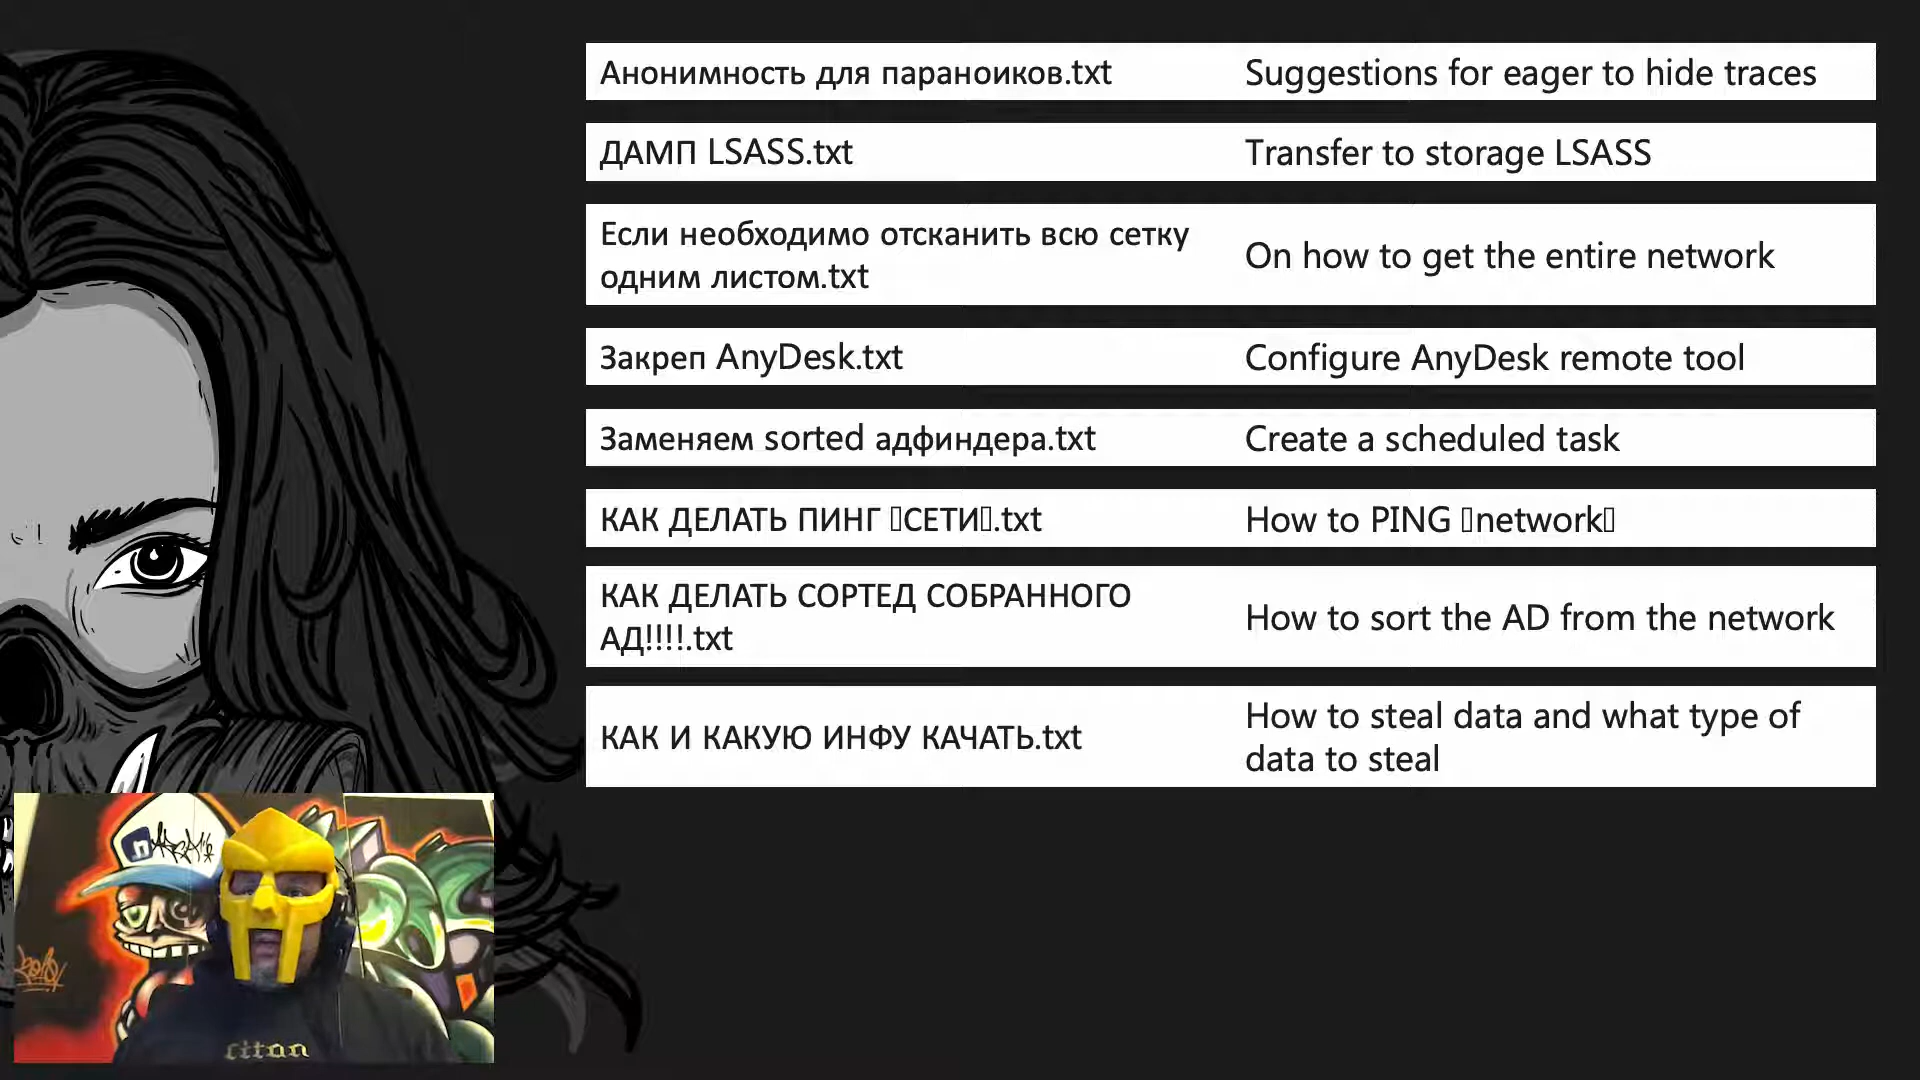 Анонимность для параноиков.txt
Suggestions for eager to hide traces
ДАМП LSASS.txt
Transfer to storage LSASS
Если необходимо отсканить всю сетку
одним листом.txt
On how to get the entire network
Закреп AnyDesk.txt
Configure AnyDesk remote tool
Заменяем sorted адфиндера.txt
Create a scheduled task
КАК ДЕЛАТЬ ПИНГ СЕТИ.txt
How to PING network
КАК ДЕЛАТЬ СОРТЕД СОБРАННОГО
АД!!!!.txt
How to sort the AD from the network
КАК И КАКУЮ ИНФУ КАЧАТЬ.txt
How to steal data and what type of
data to steal